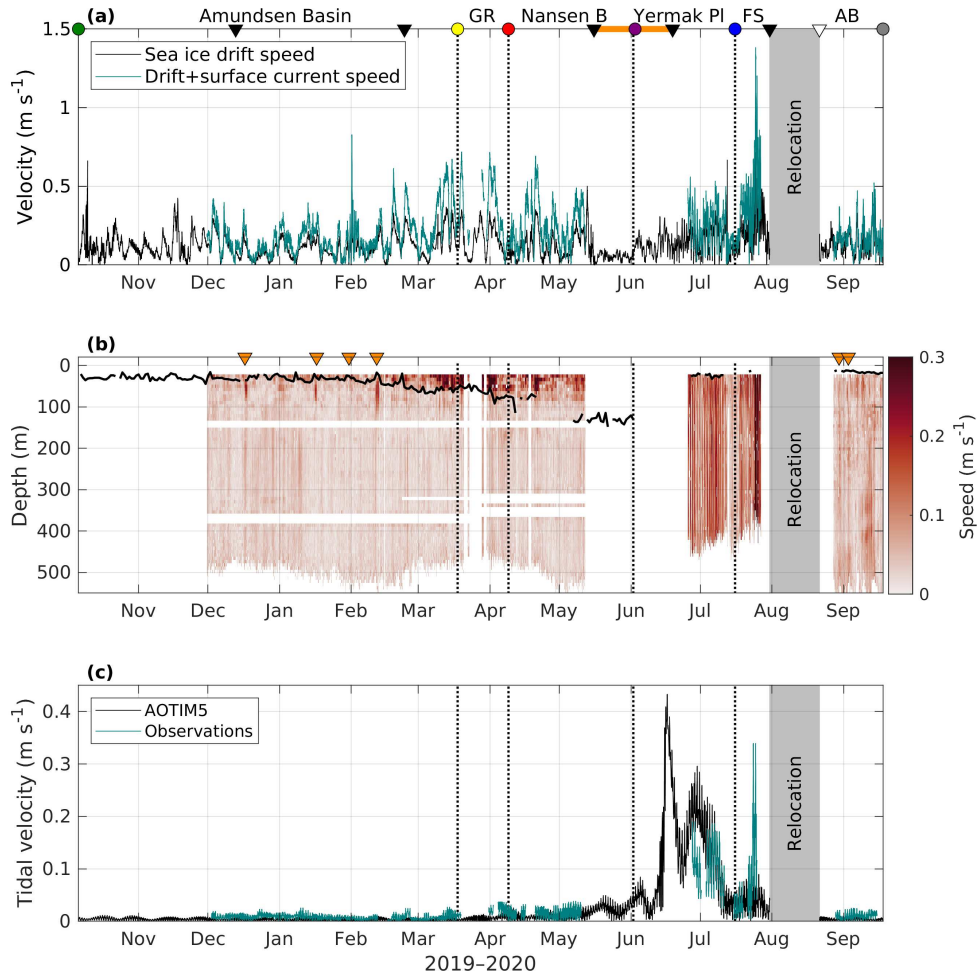 (a)
Amundsen Basin GR Nansen B Yermak Pl FS AB
Sea ice drift speed
Drift+surface current speed
Velocity (m s⁻¹)
1.5
1
0.5
0
Relocation
Nov Dec Jan Feb Mar Apr May Jun Jul Aug Sep
(b)
Depth (m)
0
100
200
300
400
500
Relocation
0.3
0.2
0.1
0
Speed (m s⁻¹)
Nov Dec Jan Feb Mar Apr May Jun Jul Aug Sep
(c)
AOTIM5
Observations
Tidal velocity (m s⁻¹)
0.4
0.3
0.2
0.1
0
Relocation
Nov Dec Jan Feb Mar Apr May Jun Jul Aug Sep
2019–2020